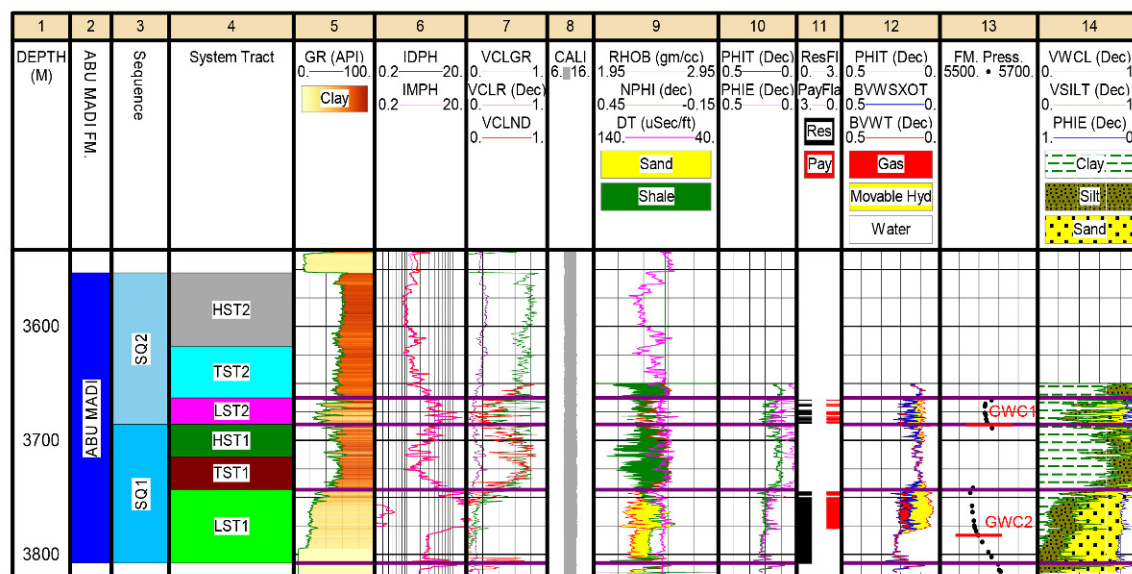 1 2 3 4 5 6 7 8 9 10 11 12 13 14
DEPTH (M)
ABU MADI FM.
Sequence
System Tract
GR (API)
0. 100.
Clay
IDPH
0.2 20.
IMPH
0.2 20.
VCLGR
0. 1.
VCLR (Dec)
0. 1.
VCLND
0. 1.
CALI
6. 16.
RHOB (gm/cc)
1.95 2.95
NPHI (dec)
0.45 -0.15
DT (uSec/ft)
140. 40.
Sand
Shale
PHIT (Dec)
0.5 0.
PHIE (Dec)
0.5 0.
ResFl
0. 3.
PayFla
3. 0.
Res
Pay
PHIT (Dec)
0.5 0.
BVWSXOT
0.5 0.
BVWT (Dec)
0.5 0.
Gas
Movable Hyd
Water
FM. Press.
5500. 5700.
VWCL (Dec)
0. 1.
VSILT (Dec)
0. 1.
PHIE (Dec)
1. 0.
Clay
Silt
Sand
3600
3700
3800
ABU MADI
SQ2
SQ1
HST2
TST2
LST2
HST1
TST1
LST1
GWC1
GWC2